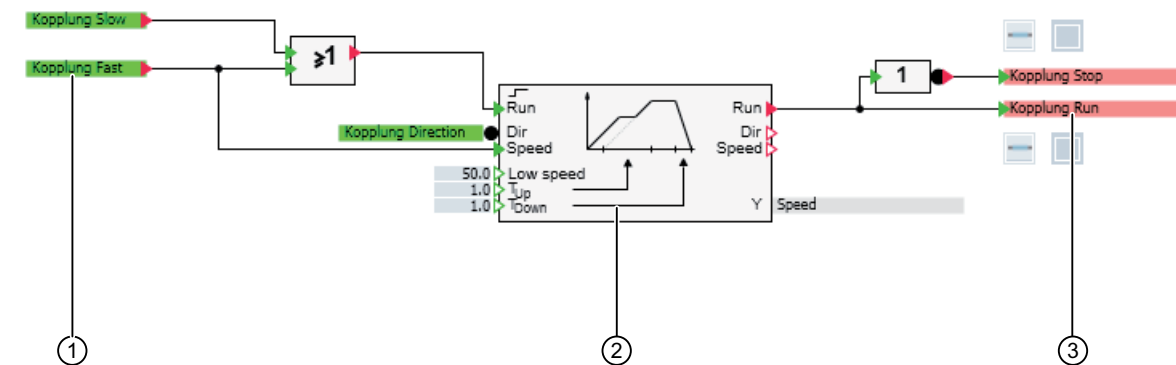 Kopplung Slow
Kopplung Fast
≥1
1
Kopplung Stop
Kopplung Run
Run
Run
Kopplung Direction
Dir
Dir
Speed
Speed
50.0
Low speed
1.0
TUp
1.0
TDown
Y
Speed
1
2
3